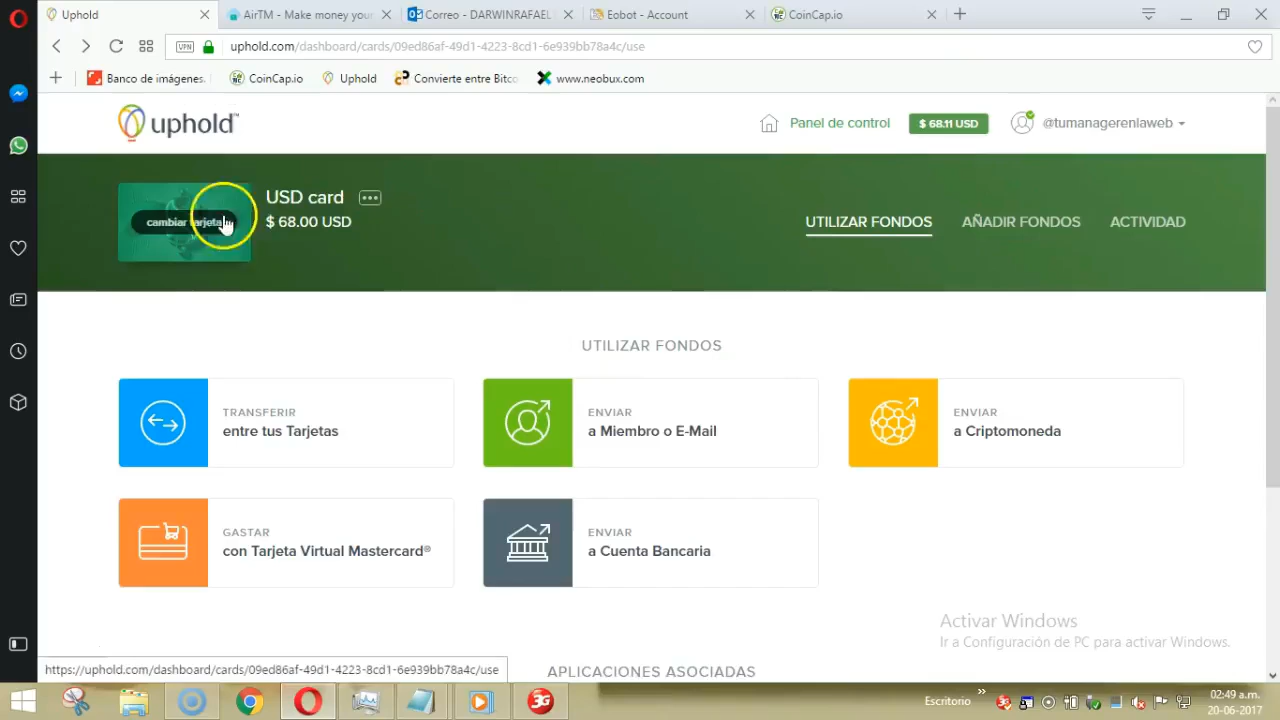 Uphold
AirTM - Make money your
Correo - DARWINRAFAEL
Eobot - Account
CoinCap.io
VPN
uphold.com/dashboard/cards/09ed86af-49d1-4223-8cd1-6e939bb78a4c/use
Banco de imágenes.
CoinCap.io
Uphold
Convierte entre Bitco
www.neobux.com
uphold™
Panel de control
$ 68.11 USD
@tumanagerenlaweb
cambiar tarjeta
USD card
$ 68.00 USD
UTILIZAR FONDOS
AÑADIR FONDOS
ACTIVIDAD
UTILIZAR FONDOS
TRANSFERIR
entre tus Tarjetas
ENVIAR
a Miembro o E-Mail
ENVIAR
a Criptomoneda
GASTAR
con Tarjeta Virtual Mastercard®
ENVIAR
a Cuenta Bancaria
Activar Windows
Ir a Configuración de PC para activar Windows.
https://uphold.com/dashboard/cards/09ed86af-49d1-4223-8cd1-6e939bb78a4c/use
APLICACIONES ASOCIADAS
3G
Escritorio
»
02:49 a.m.
20-06-2017